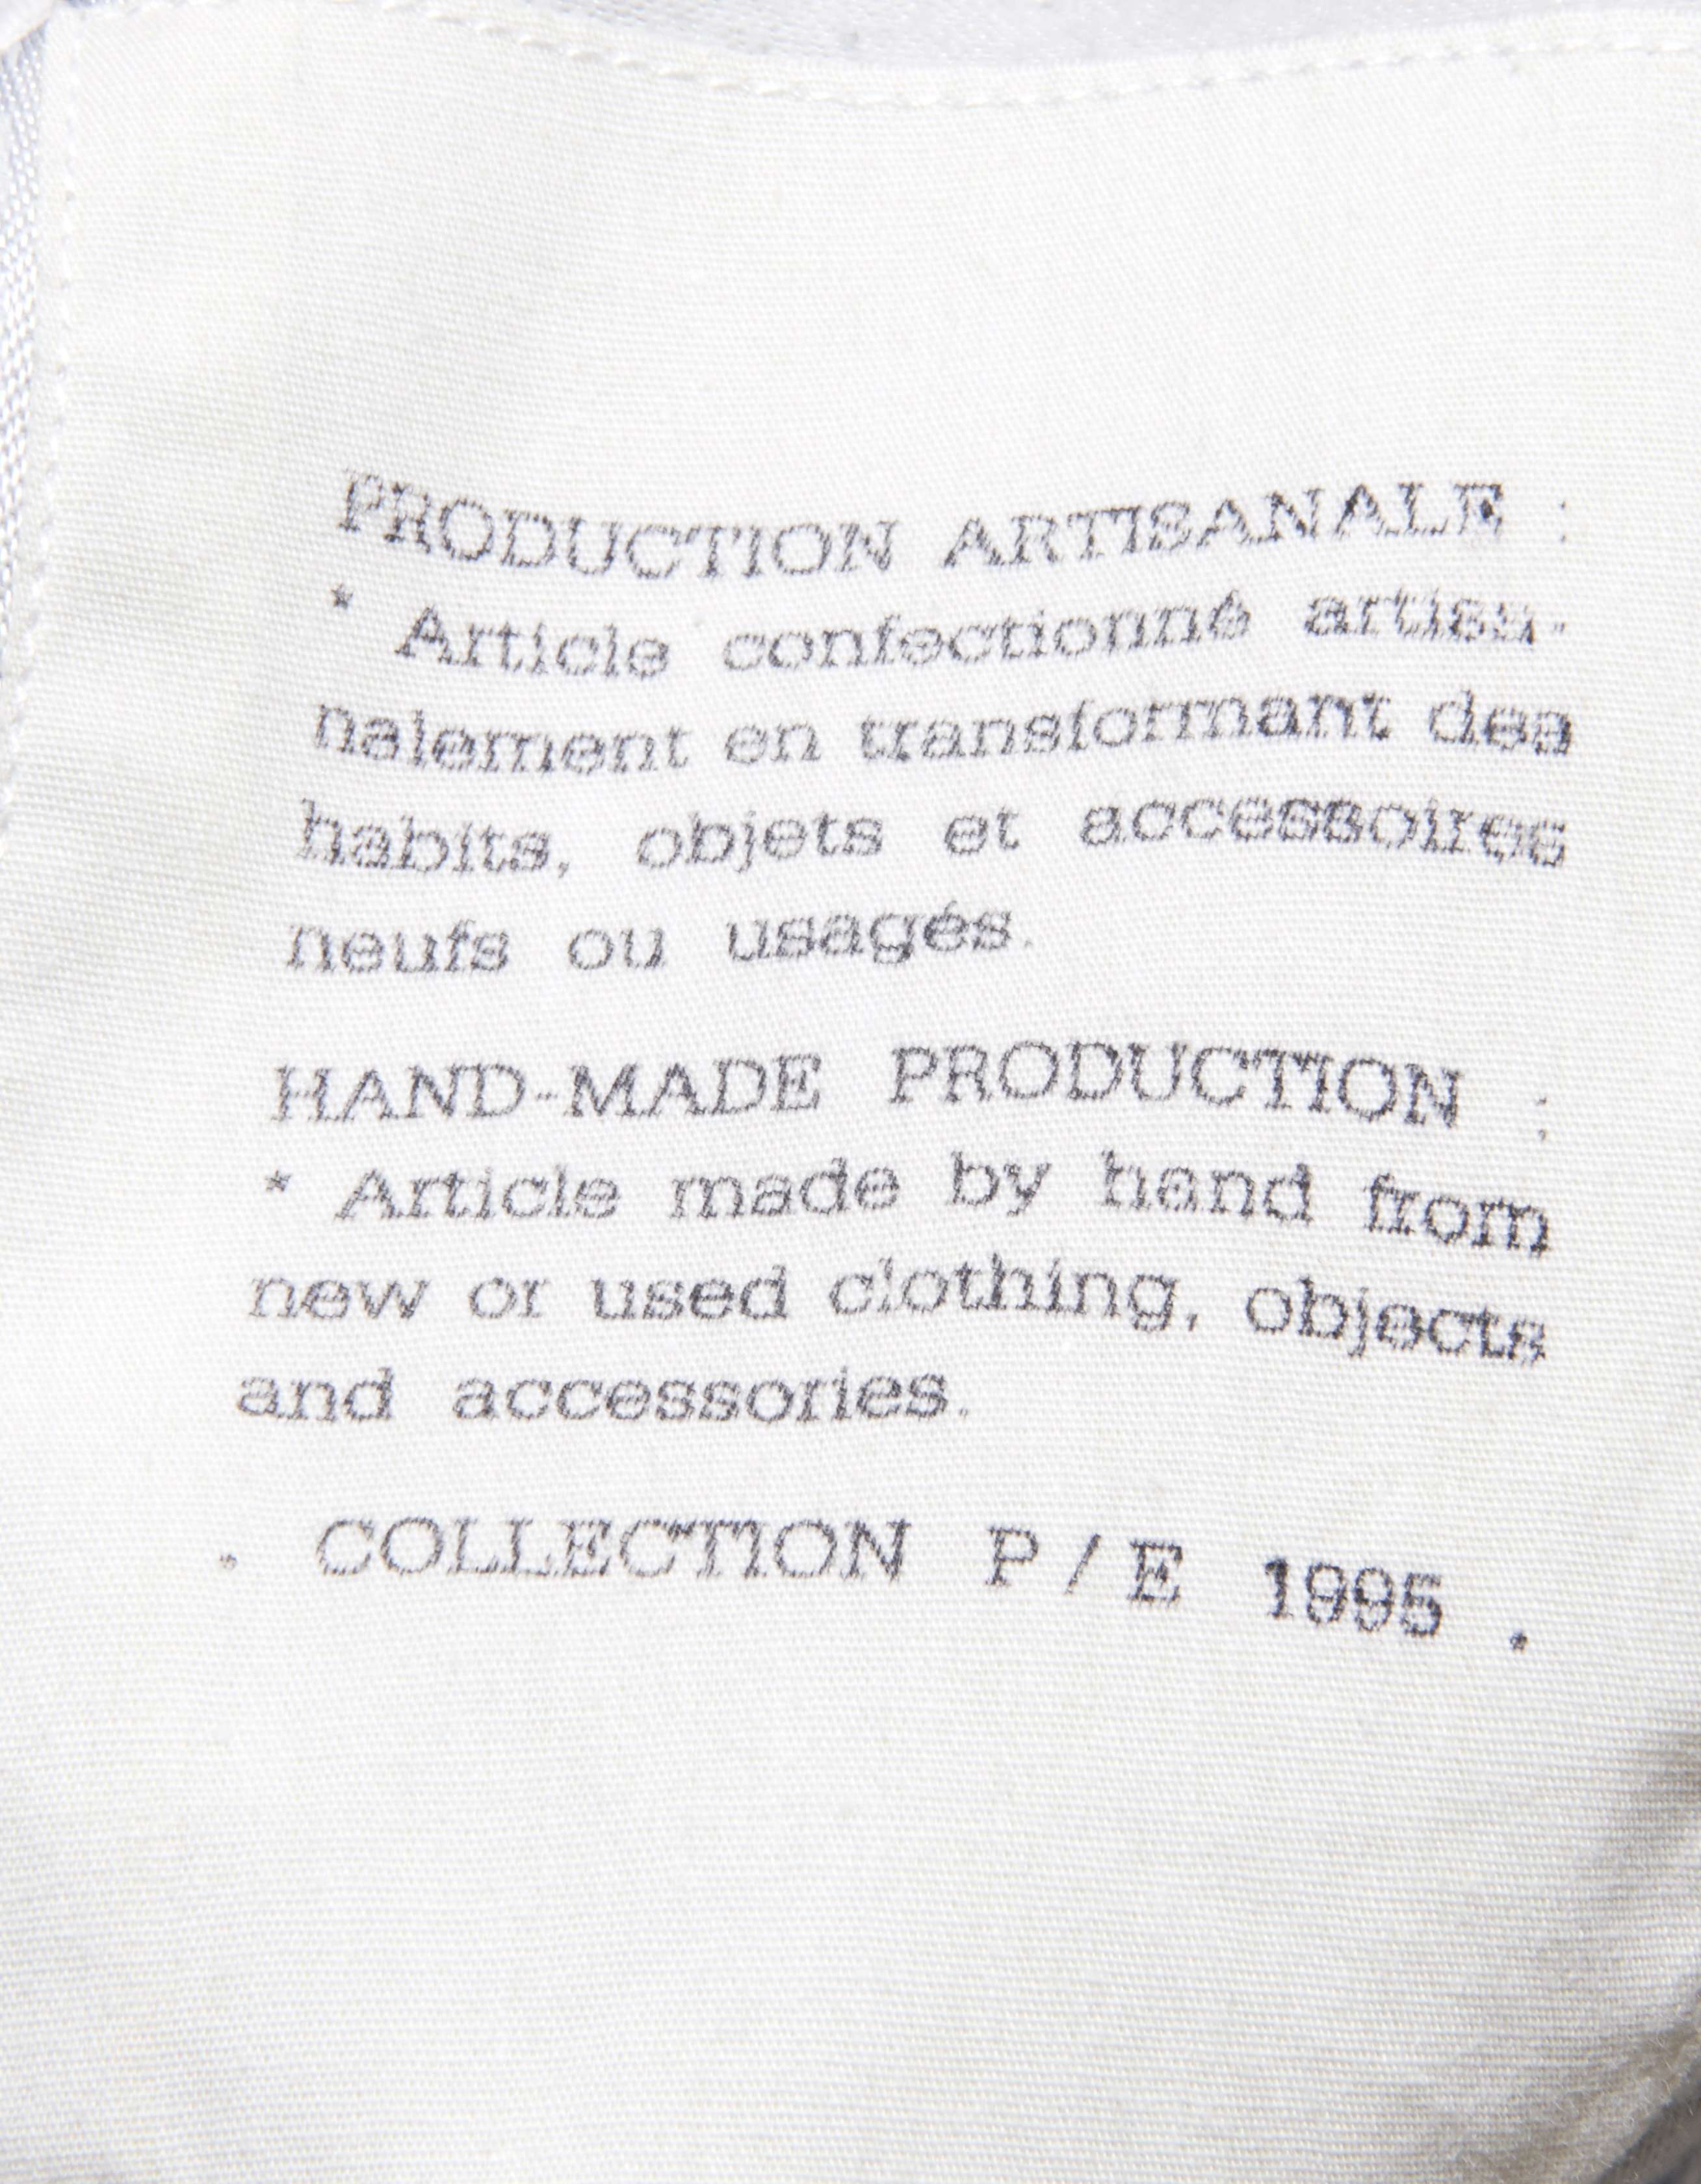 PRODUCTION ARTISANALE :
* Article confectionné artisa-
nalement en transformant des
habits, objets et accessoires
neufs ou usagés.
HAND-MADE PRODUCTION :
* Article made by hand from
new or used clothing, objects
and accessories.
. COLLECTION P / E 1995 .